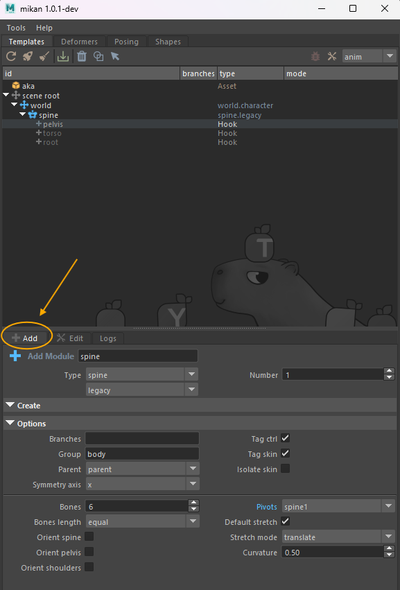 mikan 1.0.1-dev
Tools Help
Templates Deformers Posing Shapes
anim
id branches type mode
aka Asset
scene root
world world.character
spine spine.legacy
pelvis Hook
torso Hook
root Hook
T
Y
Add Edit Logs
Add Module spine
Type spine Number 1
legacy
Create
Options
Branches Tag ctrl
Group body Tag skin
Parent parent Isolate skin
Symmetry axis x
Bones 6 Pivots spine1
Bones length equal Default stretch
Orient spine Stretch mode translate
Orient pelvis Curvature 0.50
Orient shoulders